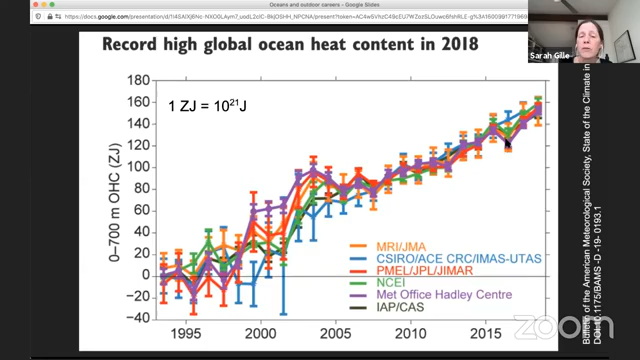 Oceans and outdoor careers - Google Slides
Record high global ocean heat content in 2018
Sarah Gille
1 ZJ = 10²¹J
0–700 m OHC (ZJ)
180
160
140
120
100
80
60
40
20
0
−20
−40
1995
2000
2005
2010
2015
MRI/JMA
CSIRO/ACE CRC/IMAS-UTAS
PMEL/JPL/JIMAR
NCEI
Met Office Hadley Centre
IAP/CAS
Bulletin of the American Meteorological Society, State of the Climate in
DOI:10.1175/BAMS -D -19- 0193.1
zoom